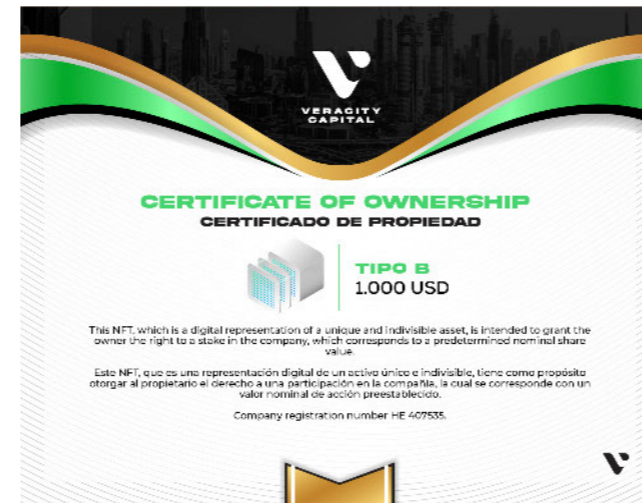 VERACITY
CAPITAL
CERTIFICATE OF OWNERSHIP
CERTIFICADO DE PROPIEDAD
TIPO B
1.000 USD
This NFT, which is a digital representation of a unique and indivisible asset, is intended to grant the
owner the right to a stake in the company, which corresponds to a predetermined nominal share
value.
Este NFT, que es una representación digital de un activo único e indivisible, tiene como propósito
otorgar al propietario el derecho a una participación en la compañía, la cual se corresponde con un
valor nominal de acción preestablecido.
Company registration number HE 407535.